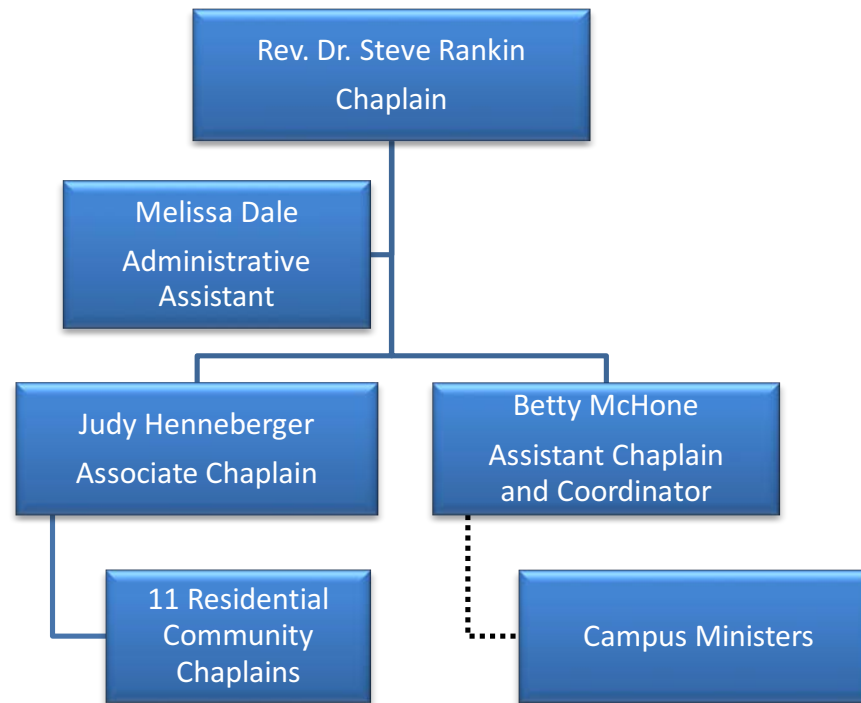 Rev. Dr. Steve Rankin
Chaplain
Melissa Dale
Administrative
Assistant
Judy Henneberger
Associate Chaplain
Betty McHone
Assistant Chaplain
and Coordinator
11 Residential
Community
Chaplains
Campus Ministers